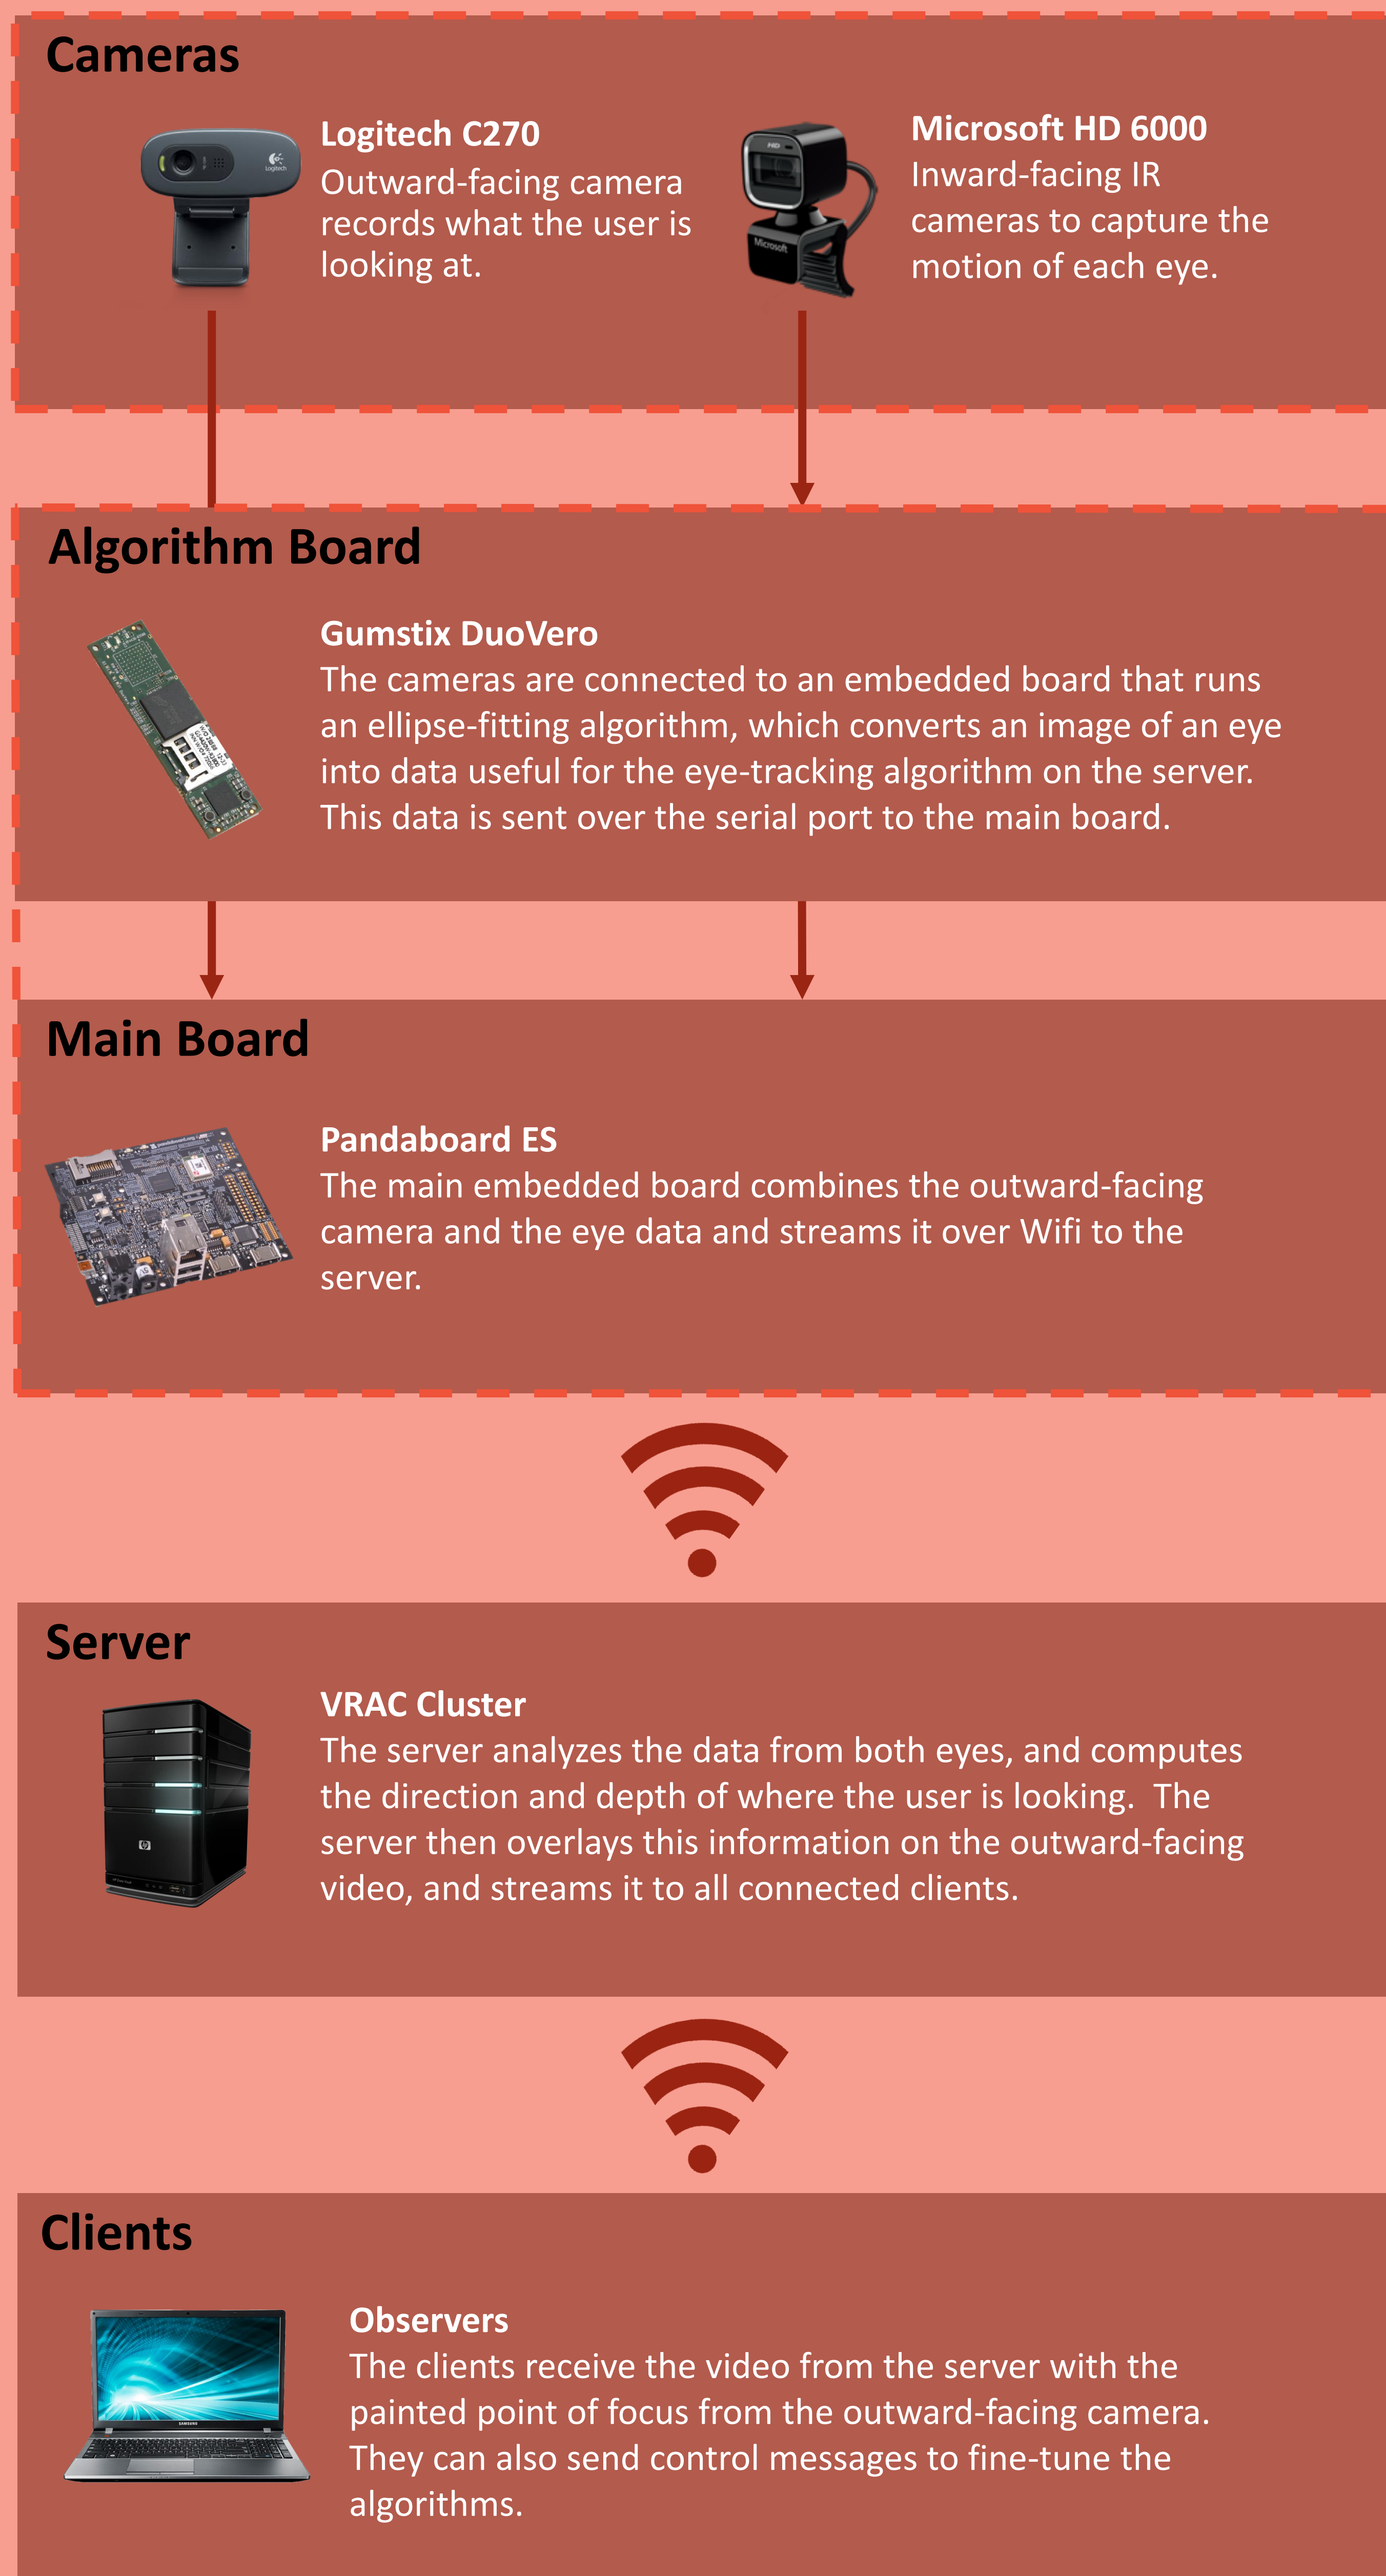 Cameras
Logitech C270
Outward-facing camera
records what the user is
looking at.
Logitech
Microsoft HD 6000
Inward-facing IR
cameras to capture the
motion of each eye.
HD
Microsoft
Algorithm Board
Gumstix DuoVero
The cameras are connected to an embedded board that runs
an ellipse-fitting algorithm, which converts an image of an eye
into data useful for the eye-tracking algorithm on the server.
This data is sent over the serial port to the main board.
Main Board
Pandaboard ES
The main embedded board combines the outward-facing
camera and the eye data and streams it over Wifi to the
server.
Server
VRAC Cluster
The server analyzes the data from both eyes, and computes
the direction and depth of where the user is looking.  The
server then overlays this information on the outward-facing
video, and streams it to all connected clients.
hp
Clients
Observers
The clients receive the video from the server with the
painted point of focus from the outward-facing camera.
They can also send control messages to fine-tune the
algorithms.
SAMSUNG